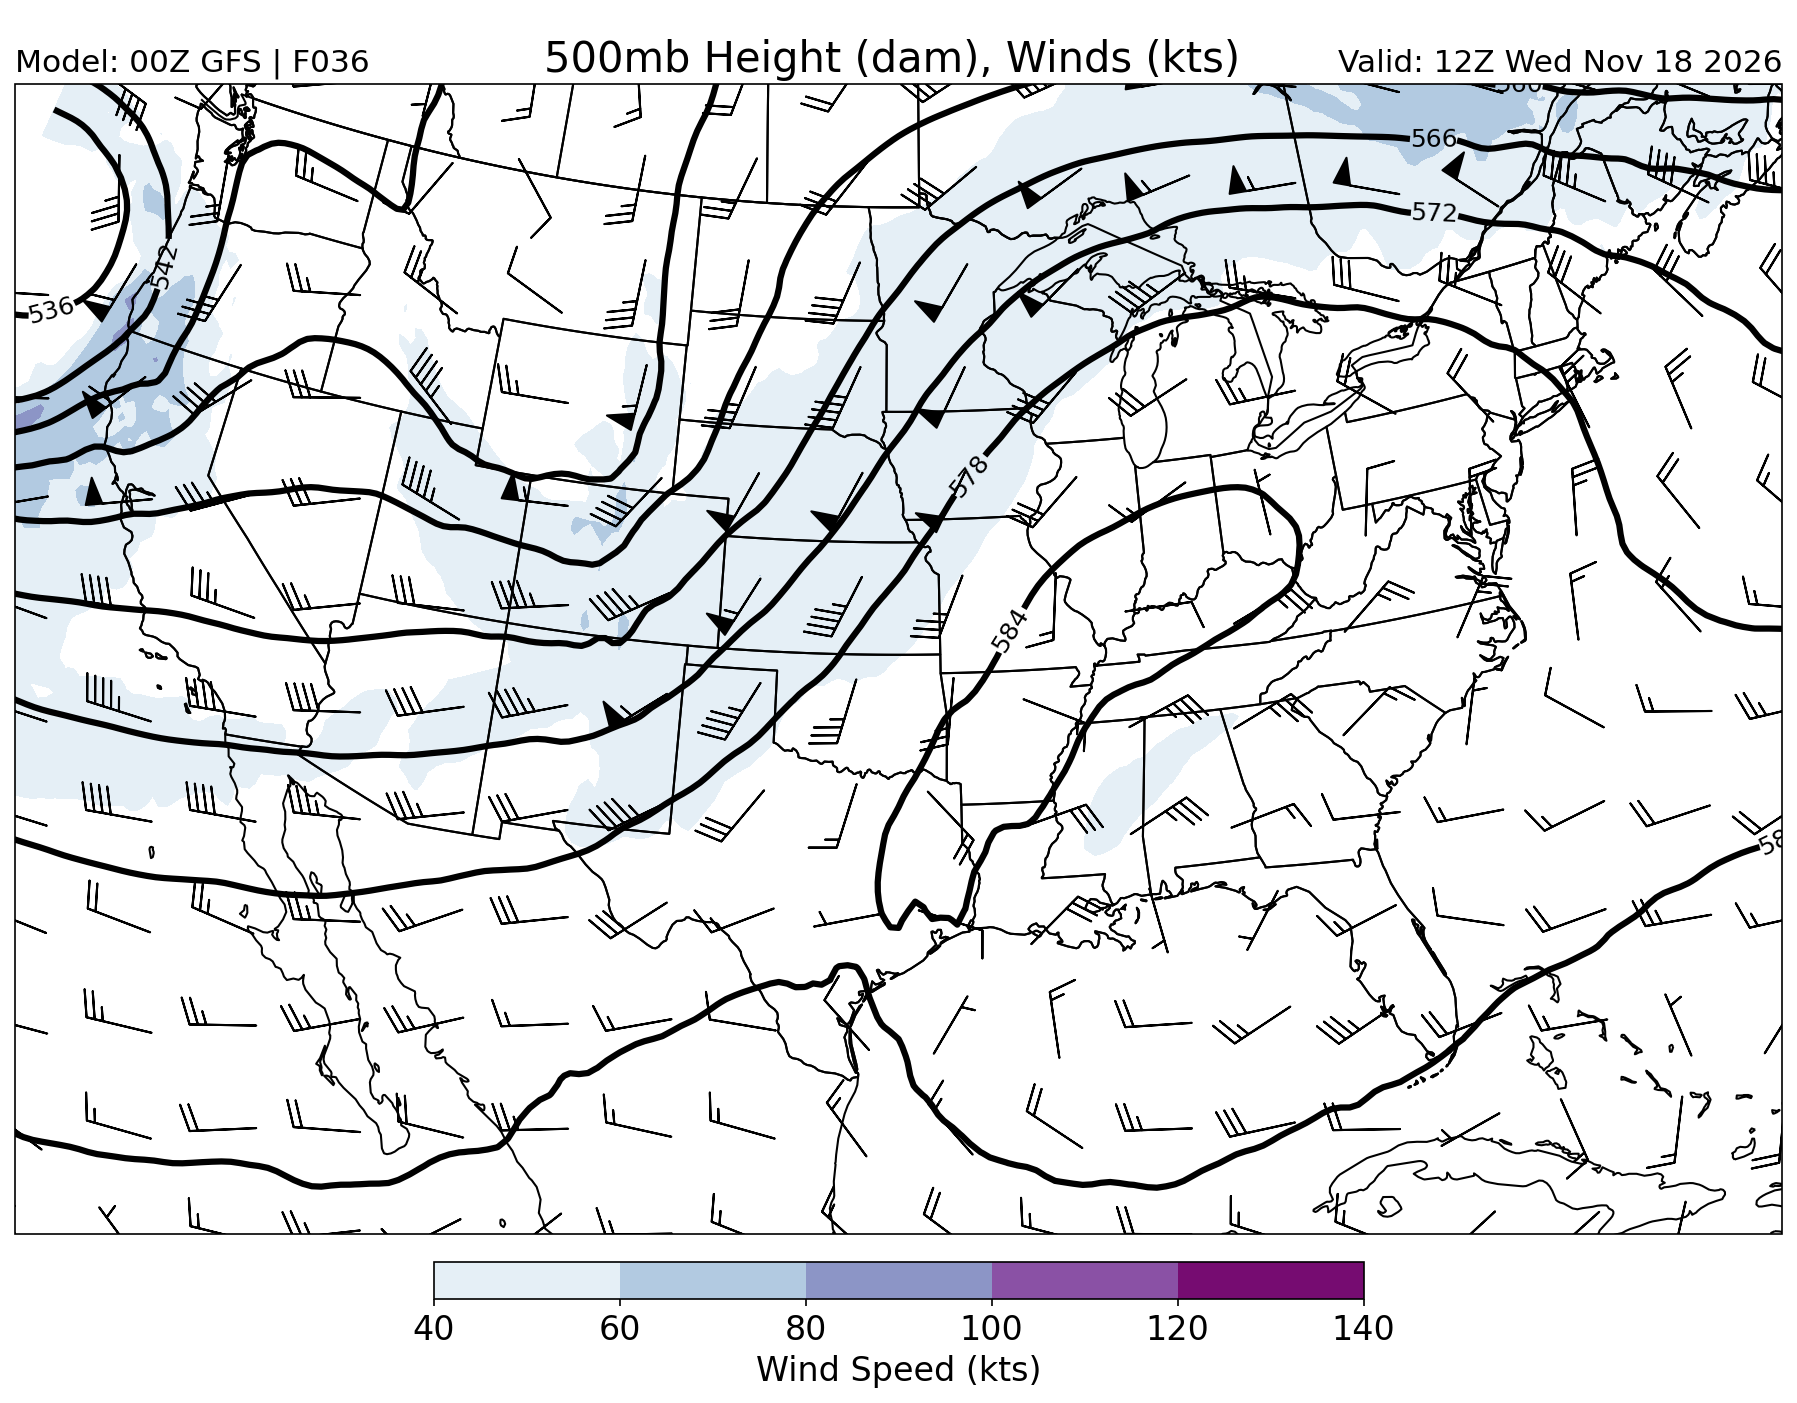 Model: 00Z GFS | F036
500mb Height (dam), Winds (kts)
Valid: 12Z Wed Nov 18 2026
566
572
542
536
578
584
40 60 80 100 120 140
Wind Speed (kts)